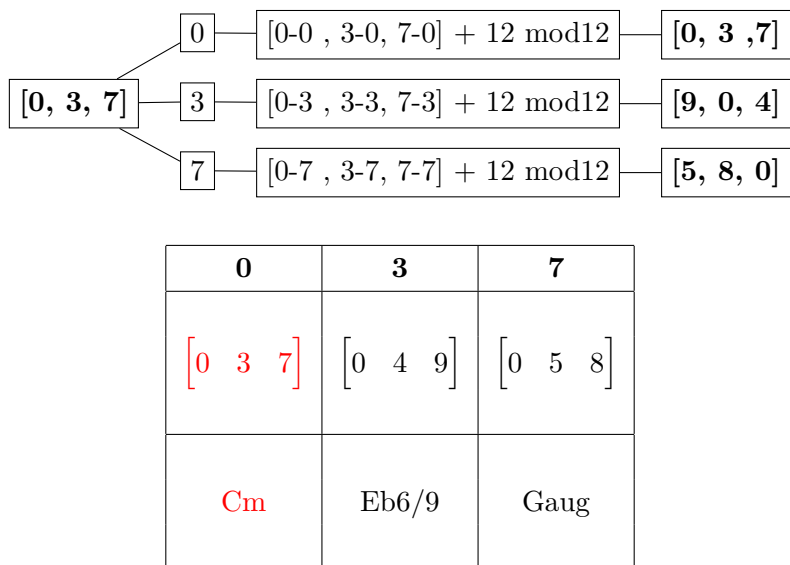 0 [0-0 , 3-0, 7-0] + 12 mod12 [0, 3 ,7]
[0, 3, 7] 3 [0-3 , 3-3, 7-3] + 12 mod12 [9, 0, 4]
7 [0-7 , 3-7, 7-7] + 12 mod12 [5, 8, 0]
0 3 7
[0 3 7] [0 4 9] [0 5 8]
Cm Eb6/9 Gaug